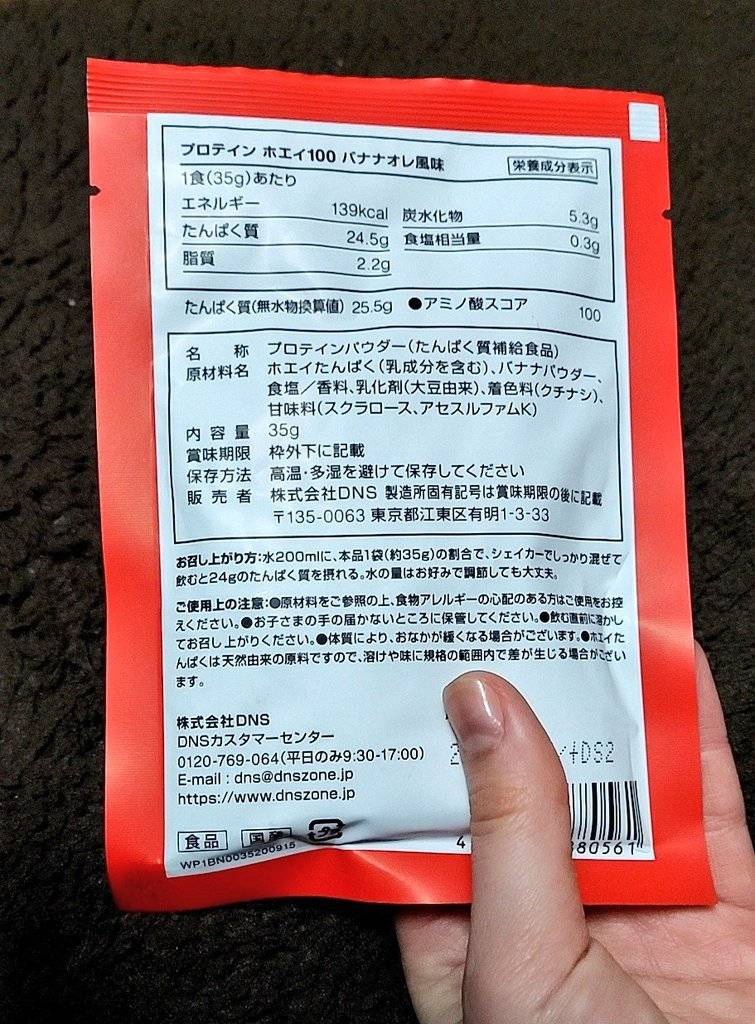 プロテイン ホエイ100 バナナオレ風味
栄養成分表示
1食(35g)あたり
エネルギー 139kcal
たんぱく質 24.5g
脂質 2.2g
炭水化物 5.3g
食塩相当量 0.3g
たんぱく質(無水物換算値) 25.5g ●アミノ酸スコア 100
名 称 プロテインパウダー(たんぱく質補給食品)
原材料名 ホエイたんぱく(乳成分を含む)、バナナパウダー、
食塩／香料、乳化剤(大豆由来)、着色料(クチナシ)、
甘味料(スクラロース、アセスルファムK)
内 容 量 35g
賞味期限 枠外下に記載
保存方法 高温・多湿を避けて保存してください
販 売 者 株式会社DNS 製造所固有記号は賞味期限の後に記載
〒135-0063 東京都江東区有明1-3-33
お召し上がり方:水200mlに、本品1袋(約35g)の割合で、シェイカーでしっかり混ぜて
飲むと24gのたんぱく質を摂れる。水の量はお好みで調節しても大丈夫。
ご使用上の注意:●原材料をご参照の上、食物アレルギーの心配のある方はご使用をお控
えください。●お子さまの手の届かないところに保管してください。●飲む直前に溶かし
てお召し上がりください。●体質により、おなかが緩くなる場合がございます。●ホエイた
んぱくは天然由来の原料ですので、溶けや味に規格の範囲内で差が生じる場合がござい
ます。
株式会社DNS
DNSカスタマーセンター
0120-769-064(平日のみ9:30-17:00)
E-mail : dns@dnszone.jp
https://www.dnszone.jp
/+DS2
食品 国産
WP1BN0035200915
4
80561